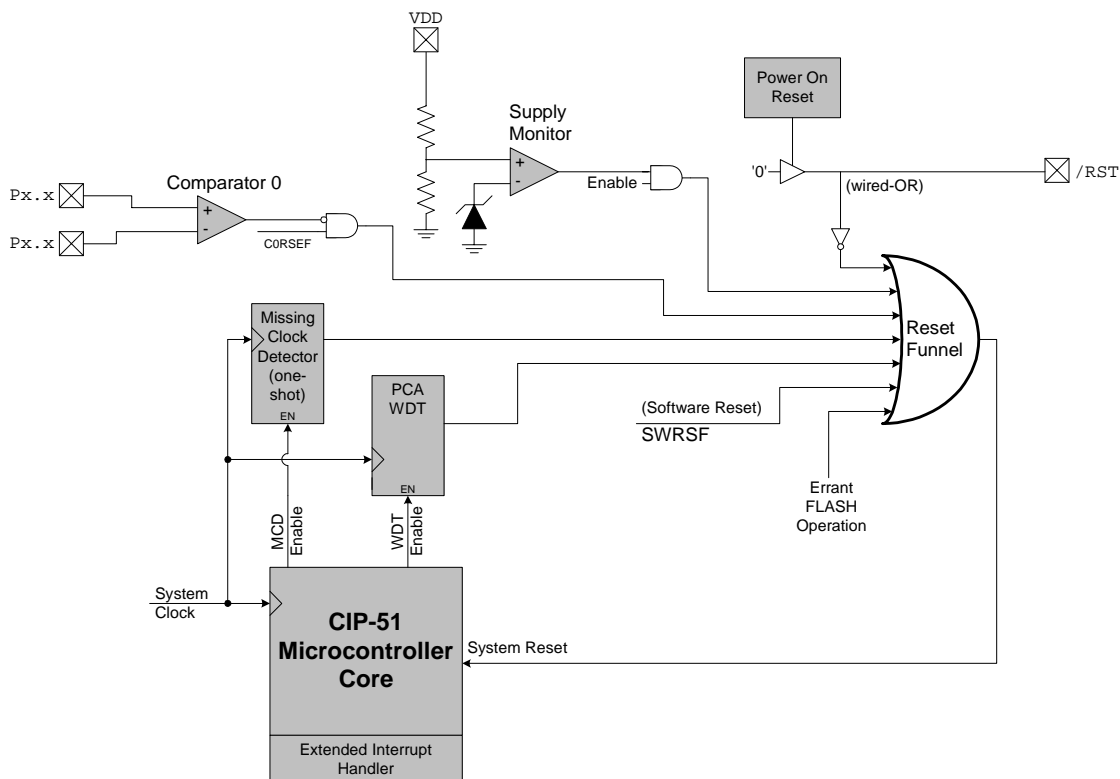 VDD
Power On
Reset
Supply
Monitor
+
-
Enable
'0'
(wired-OR)
/RST
Comparator 0
Px.x
Px.x
+
-
C0RSEF
Missing
Clock
Detector
(one-
shot)
EN
PCA
WDT
EN
Reset
Funnel
(Software Reset)
SWRSF
Errant
FLASH
Operation
MCD
Enable
WDT
Enable
System
Clock
CIP-51
Microcontroller
Core
System Reset
Extended Interrupt
Handler